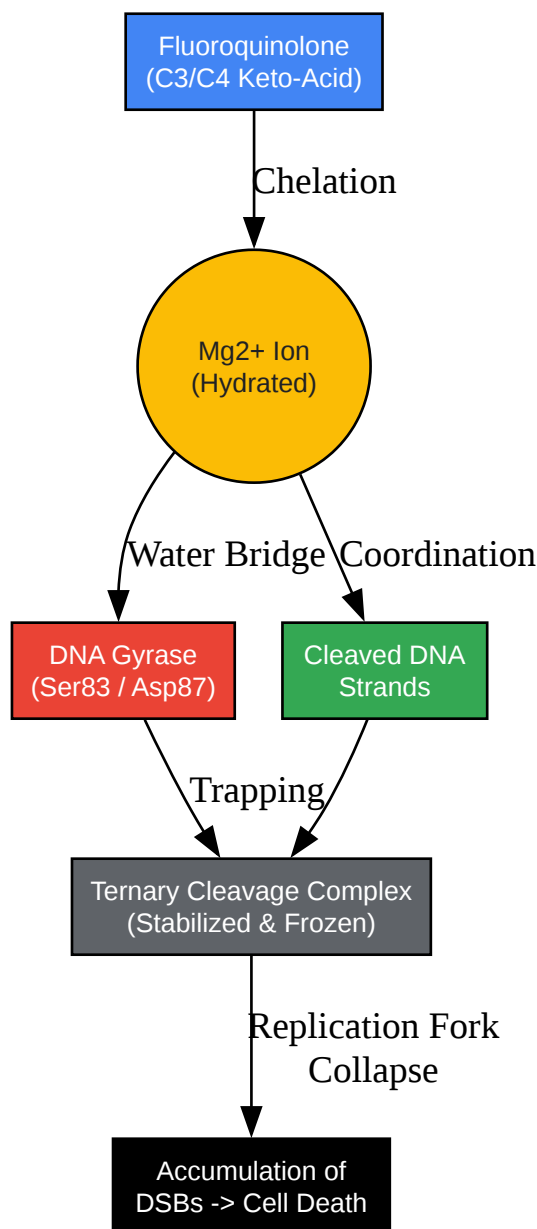 Fluoroquinolone
(C3/C4 Keto-Acid)
Chelation
Mg2+ Ion
(Hydrated)
Water Bridge
Coordination
DNA Gyrase
(Ser83 / Asp87)
Cleaved DNA
Strands
Trapping
Ternary Cleavage Complex
(Stabilized & Frozen)
Replication Fork
Collapse
Accumulation of
DSBs -> Cell Death